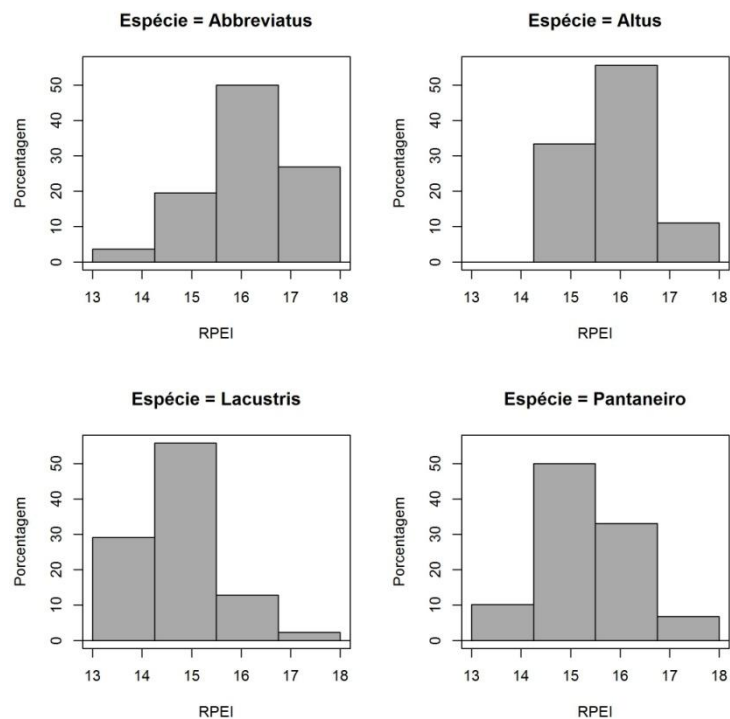 Espécie = Abbreviatus
Porcentagem
50
40
30
20
10
0
13 14 15 16 17 18
RPEI
Espécie = Altus
Porcentagem
50
40
30
20
10
0
13 14 15 16 17 18
RPEI
Espécie = Lacustris
Porcentagem
50
40
30
20
10
0
13 14 15 16 17 18
RPEI
Espécie = Pantaneiro
Porcentagem
50
40
30
20
10
0
13 14 15 16 17 18
RPEI